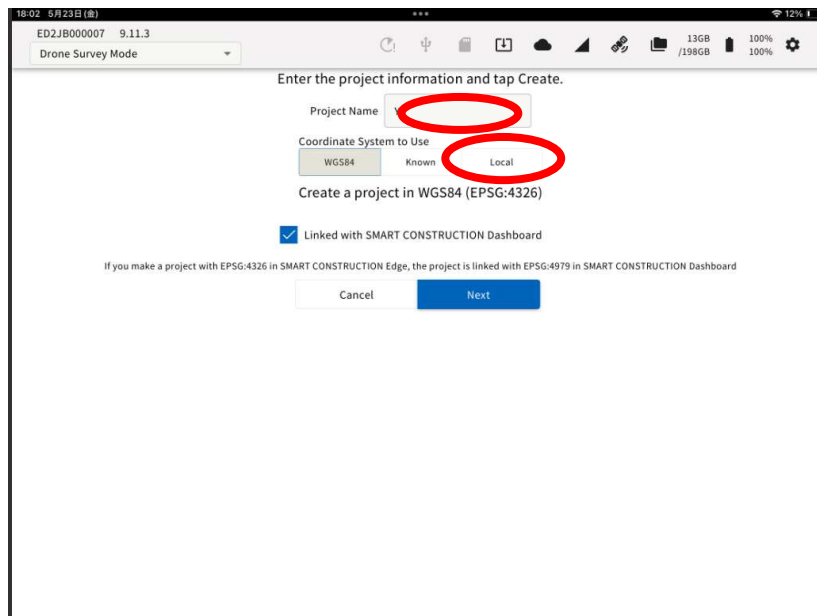 18:02 5月23日(金)
12%
ED2JB000007 9.11.3
Drone Survey Mode
13GB
/198GB
100%
100%
Enter the project information and tap Create.
Project Name
Coordinate System to Use
WGS84 Known Local
Create a project in WGS84 (EPSG:4326)
Linked with SMART CONSTRUCTION Dashboard
If you make a project with EPSG:4326 in SMART CONSTRUCTION Edge, the project is linked with EPSG:4979 in SMART CONSTRUCTION Dashboard
Cancel Next